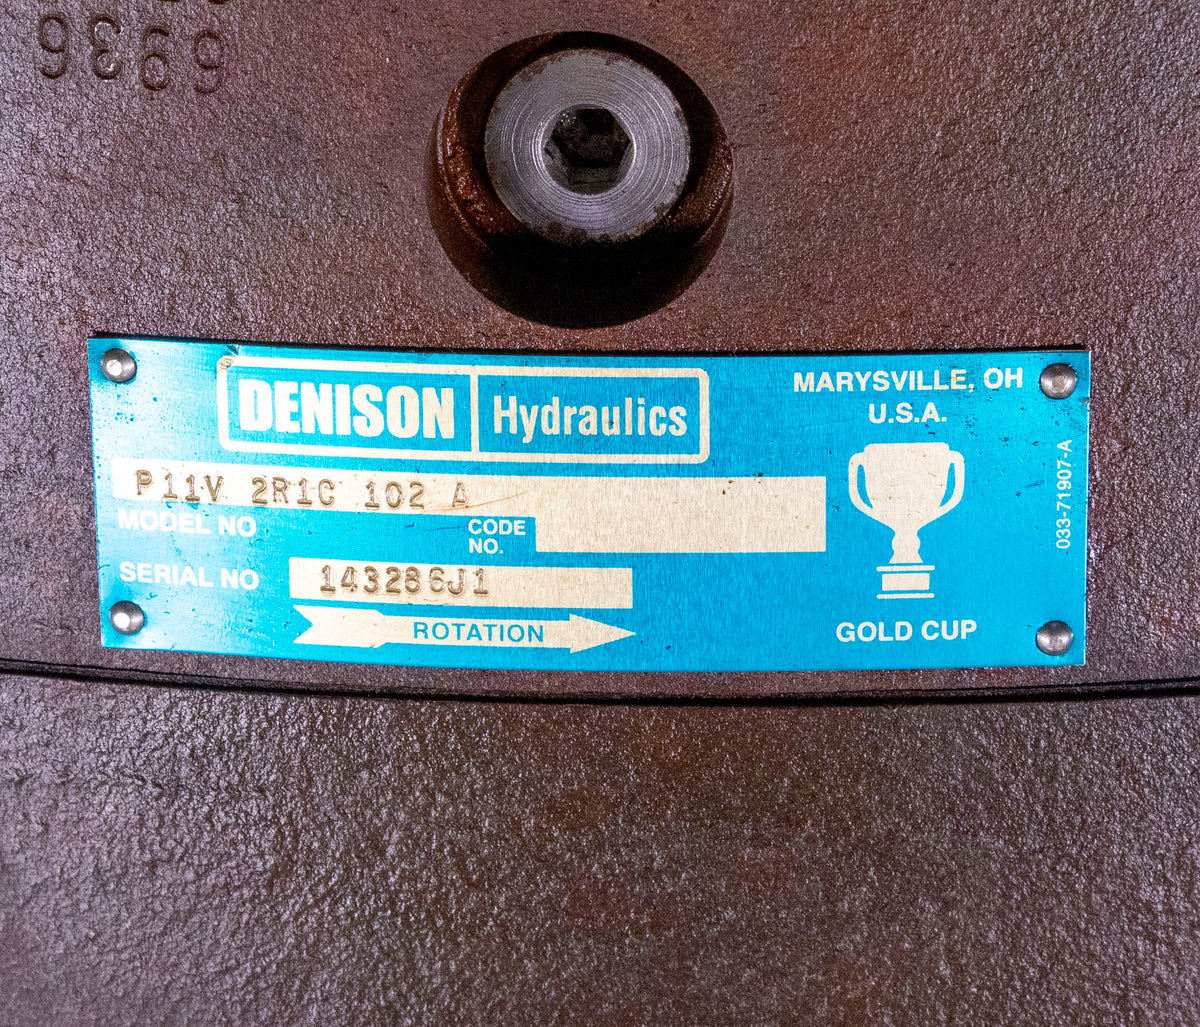 6936
DENISON Hydraulics
MARYSVILLE, OH
U.S.A.
P11V 2R1C 102 A
MODEL NO
CODE
NO.
SERIAL NO 143286J1
ROTATION
GOLD CUP
033-71907-A